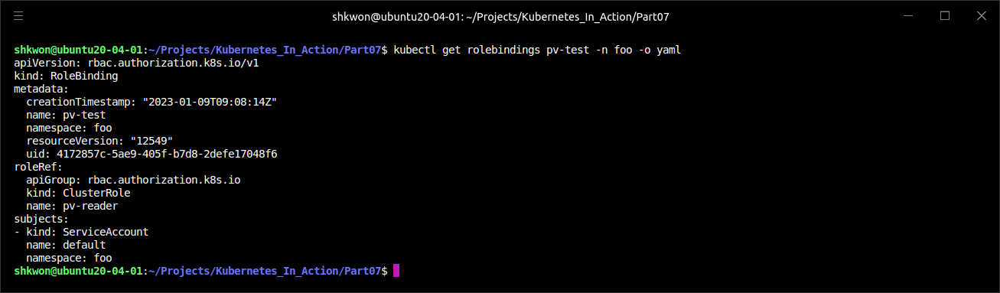 shkwon@ubuntu20-04-01: ~/Projects/Kubernetes_In_Action/Part07
shkwon@ubuntu20-04-01:~/Projects/Kubernetes_In_Action/Part07$ kubectl get rolebindings pv-test -n foo -o yaml
apiVersion: rbac.authorization.k8s.io/v1
kind: RoleBinding
metadata:
  creationTimestamp: "2023-01-09T09:08:14Z"
  name: pv-test
  namespace: foo
  resourceVersion: "12549"
  uid: 4172857c-5ae9-405f-b7d8-2defe17048f6
roleRef:
  apiGroup: rbac.authorization.k8s.io
  kind: ClusterRole
  name: pv-reader
subjects:
- kind: ServiceAccount
  name: default
  namespace: foo
shkwon@ubuntu20-04-01:~/Projects/Kubernetes_In_Action/Part07$